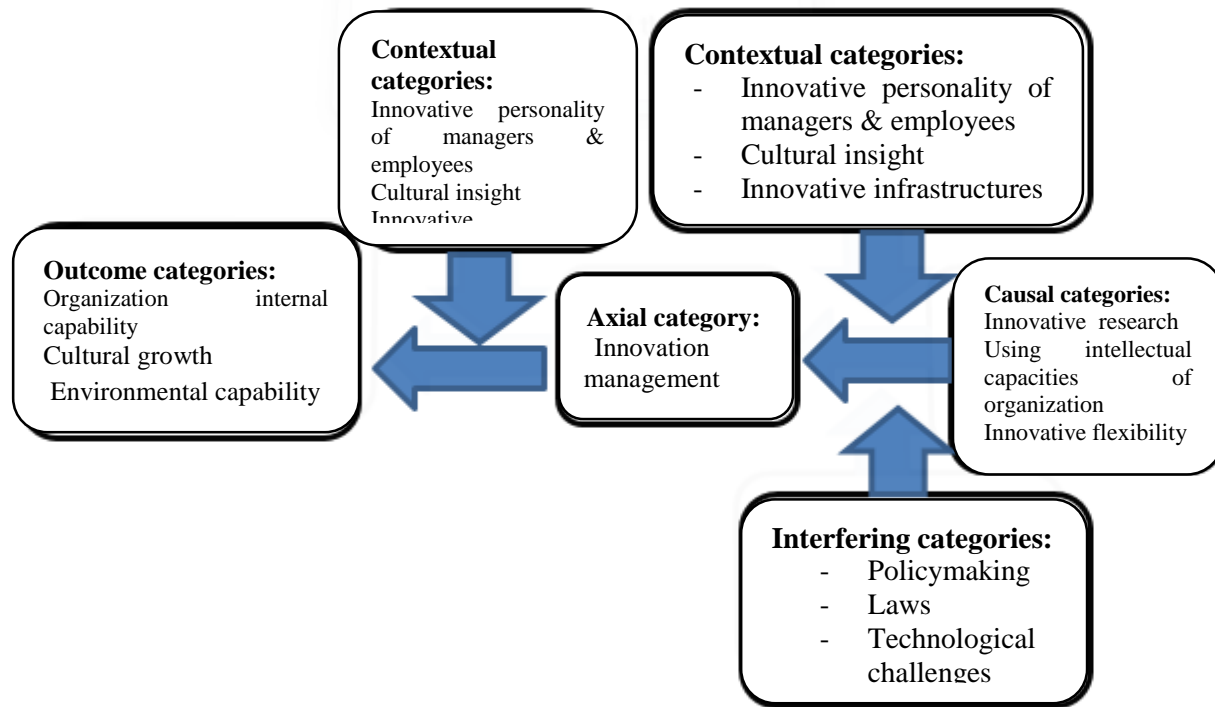 Contextual
categories:
Innovative personality
of managers &
employees
Cultural insight
Innovative
Contextual categories:
- Innovative personality of
managers & employees
- Cultural insight
- Innovative infrastructures
Outcome categories:
Organization internal
capability
Cultural growth
Environmental capability
Axial category:
Innovation
management
Causal categories:
Innovative research
Using intellectual
capacities of
organization
Innovative flexibility
Interfering categories:
- Policymaking
- Laws
- Technological
challenges